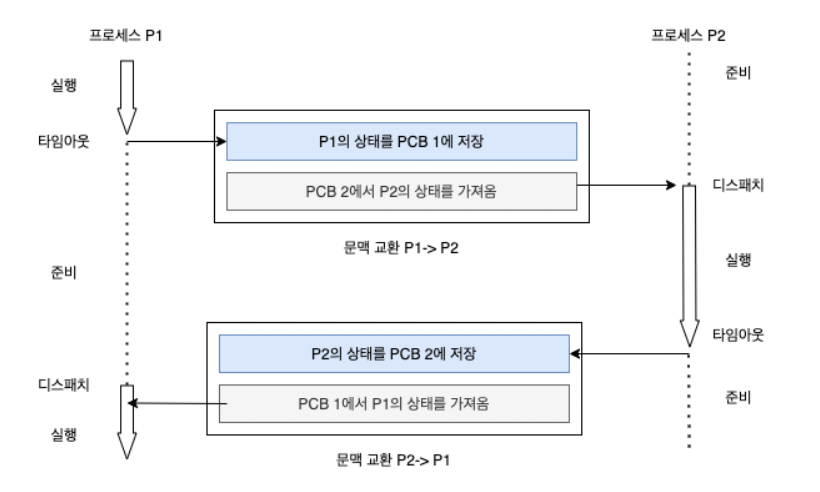 프로세스 P1
프로세스 P2
준비
실행
타임아웃
P1의 상태를 PCB 1에 저장
PCB 2에서 P2의 상태를 가져옴
디스패치
문맥 교환 P1-> P2
실행
준비
타임아웃
P2의 상태를 PCB 2에 저장
디스패치
PCB 1에서 P1의 상태를 가져옴
준비
실행
문맥 교환 P2-> P1